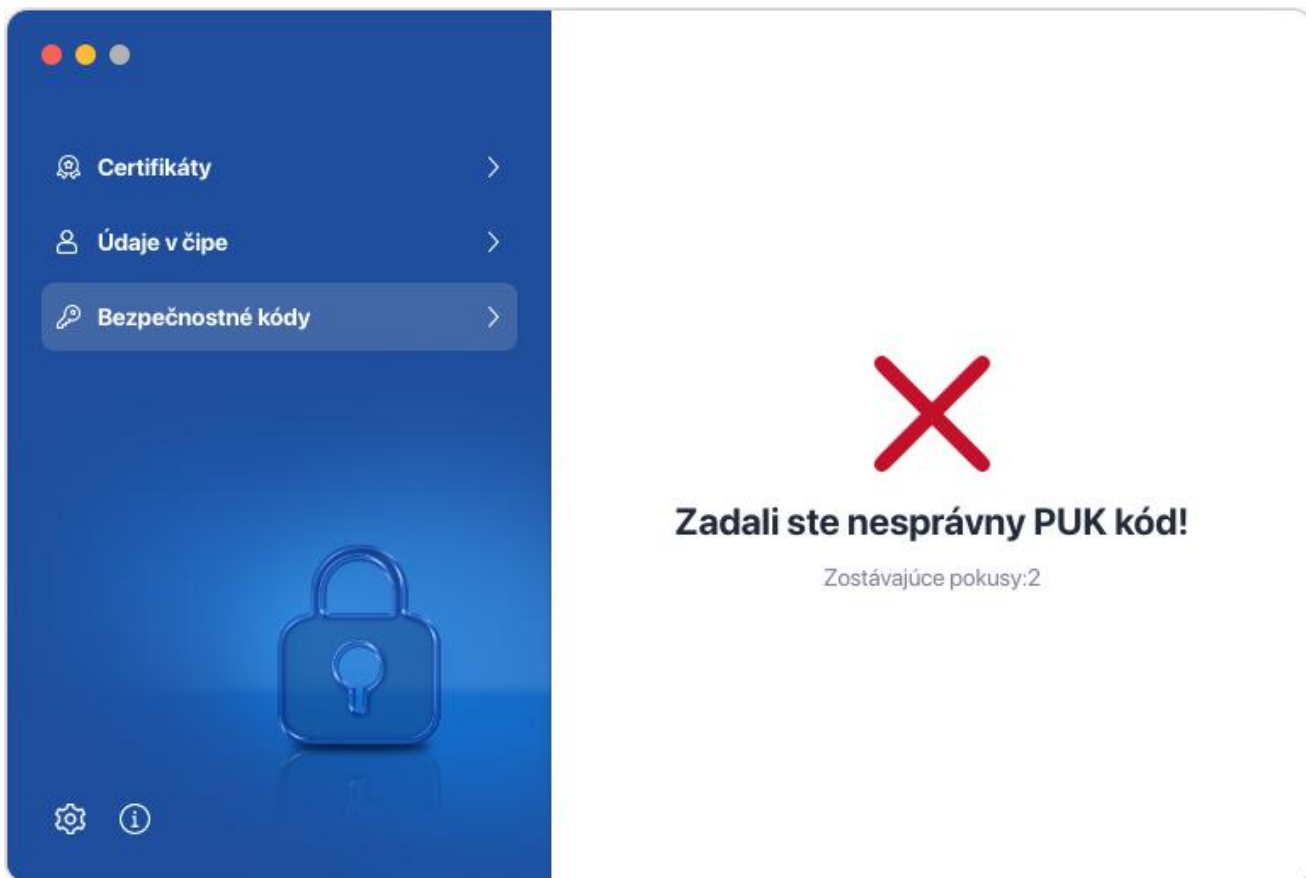 Certifikáty
Údaje v čipe
Bezpečnostné kódy
Zadali ste nesprávny PUK kód!
Zostávajúce pokusy:2